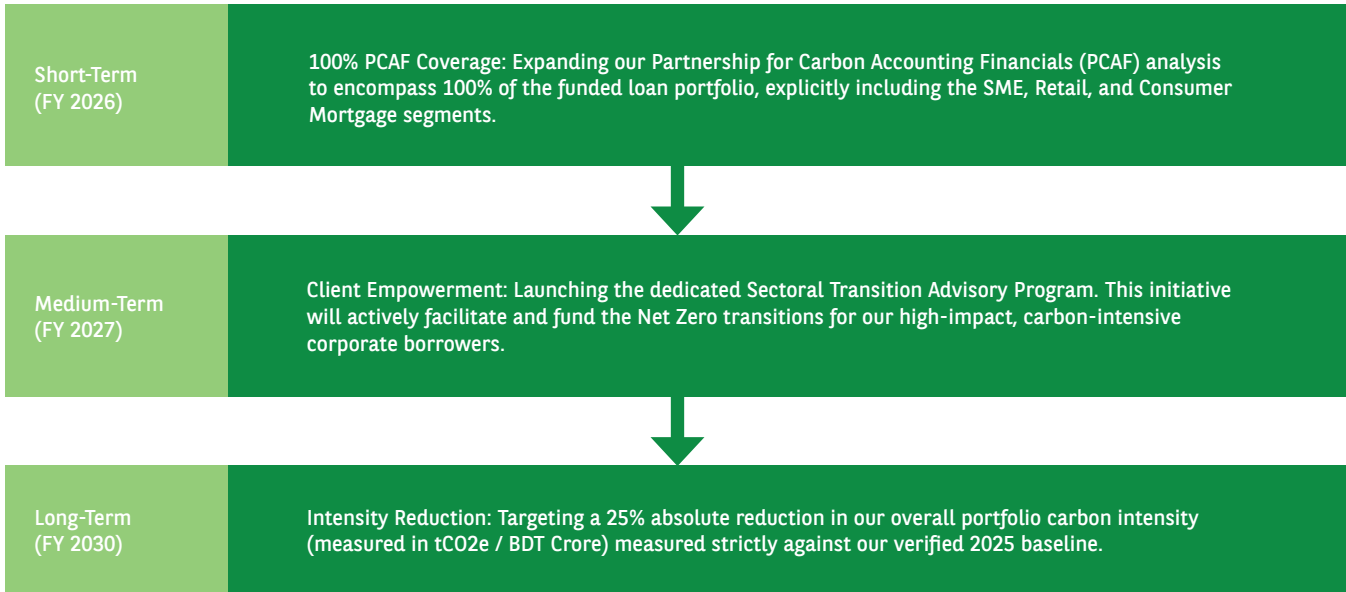 Short-Term
(FY 2026)
100% PCAF Coverage: Expanding our Partnership for Carbon Accounting Financials (PCAF) analysis
to encompass 100% of the funded loan portfolio, explicitly including the SME, Retail, and Consumer
Mortgage segments.
Medium-Term
(FY 2027)
Client Empowerment: Launching the dedicated Sectoral Transition Advisory Program. This initiative
will actively facilitate and fund the Net Zero transitions for our high-impact, carbon-intensive
corporate borrowers.
Long-Term
(FY 2030)
Intensity Reduction: Targeting a 25% absolute reduction in our overall portfolio carbon intensity
(measured in tCO2e / BDT Crore) measured strictly against our verified 2025 baseline.